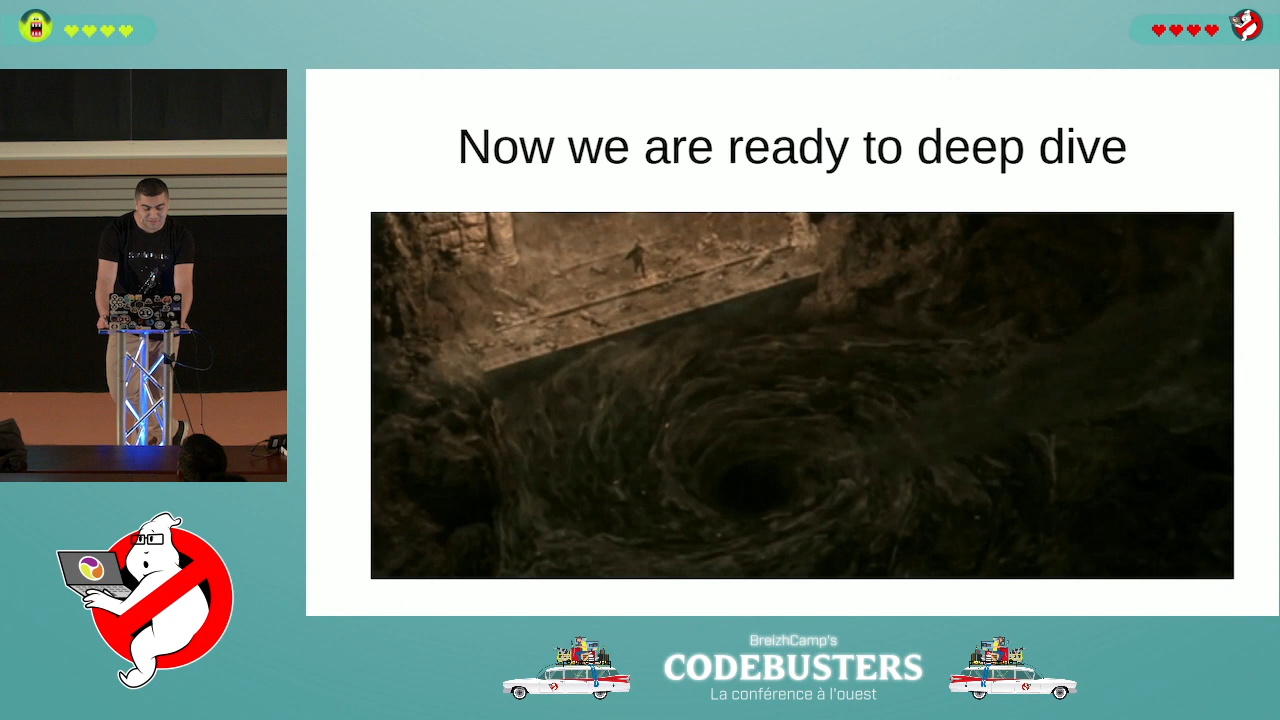 Now we are ready to deep dive
BreizhCamp's
CODEBUSTERS
La conférence à l'ouest